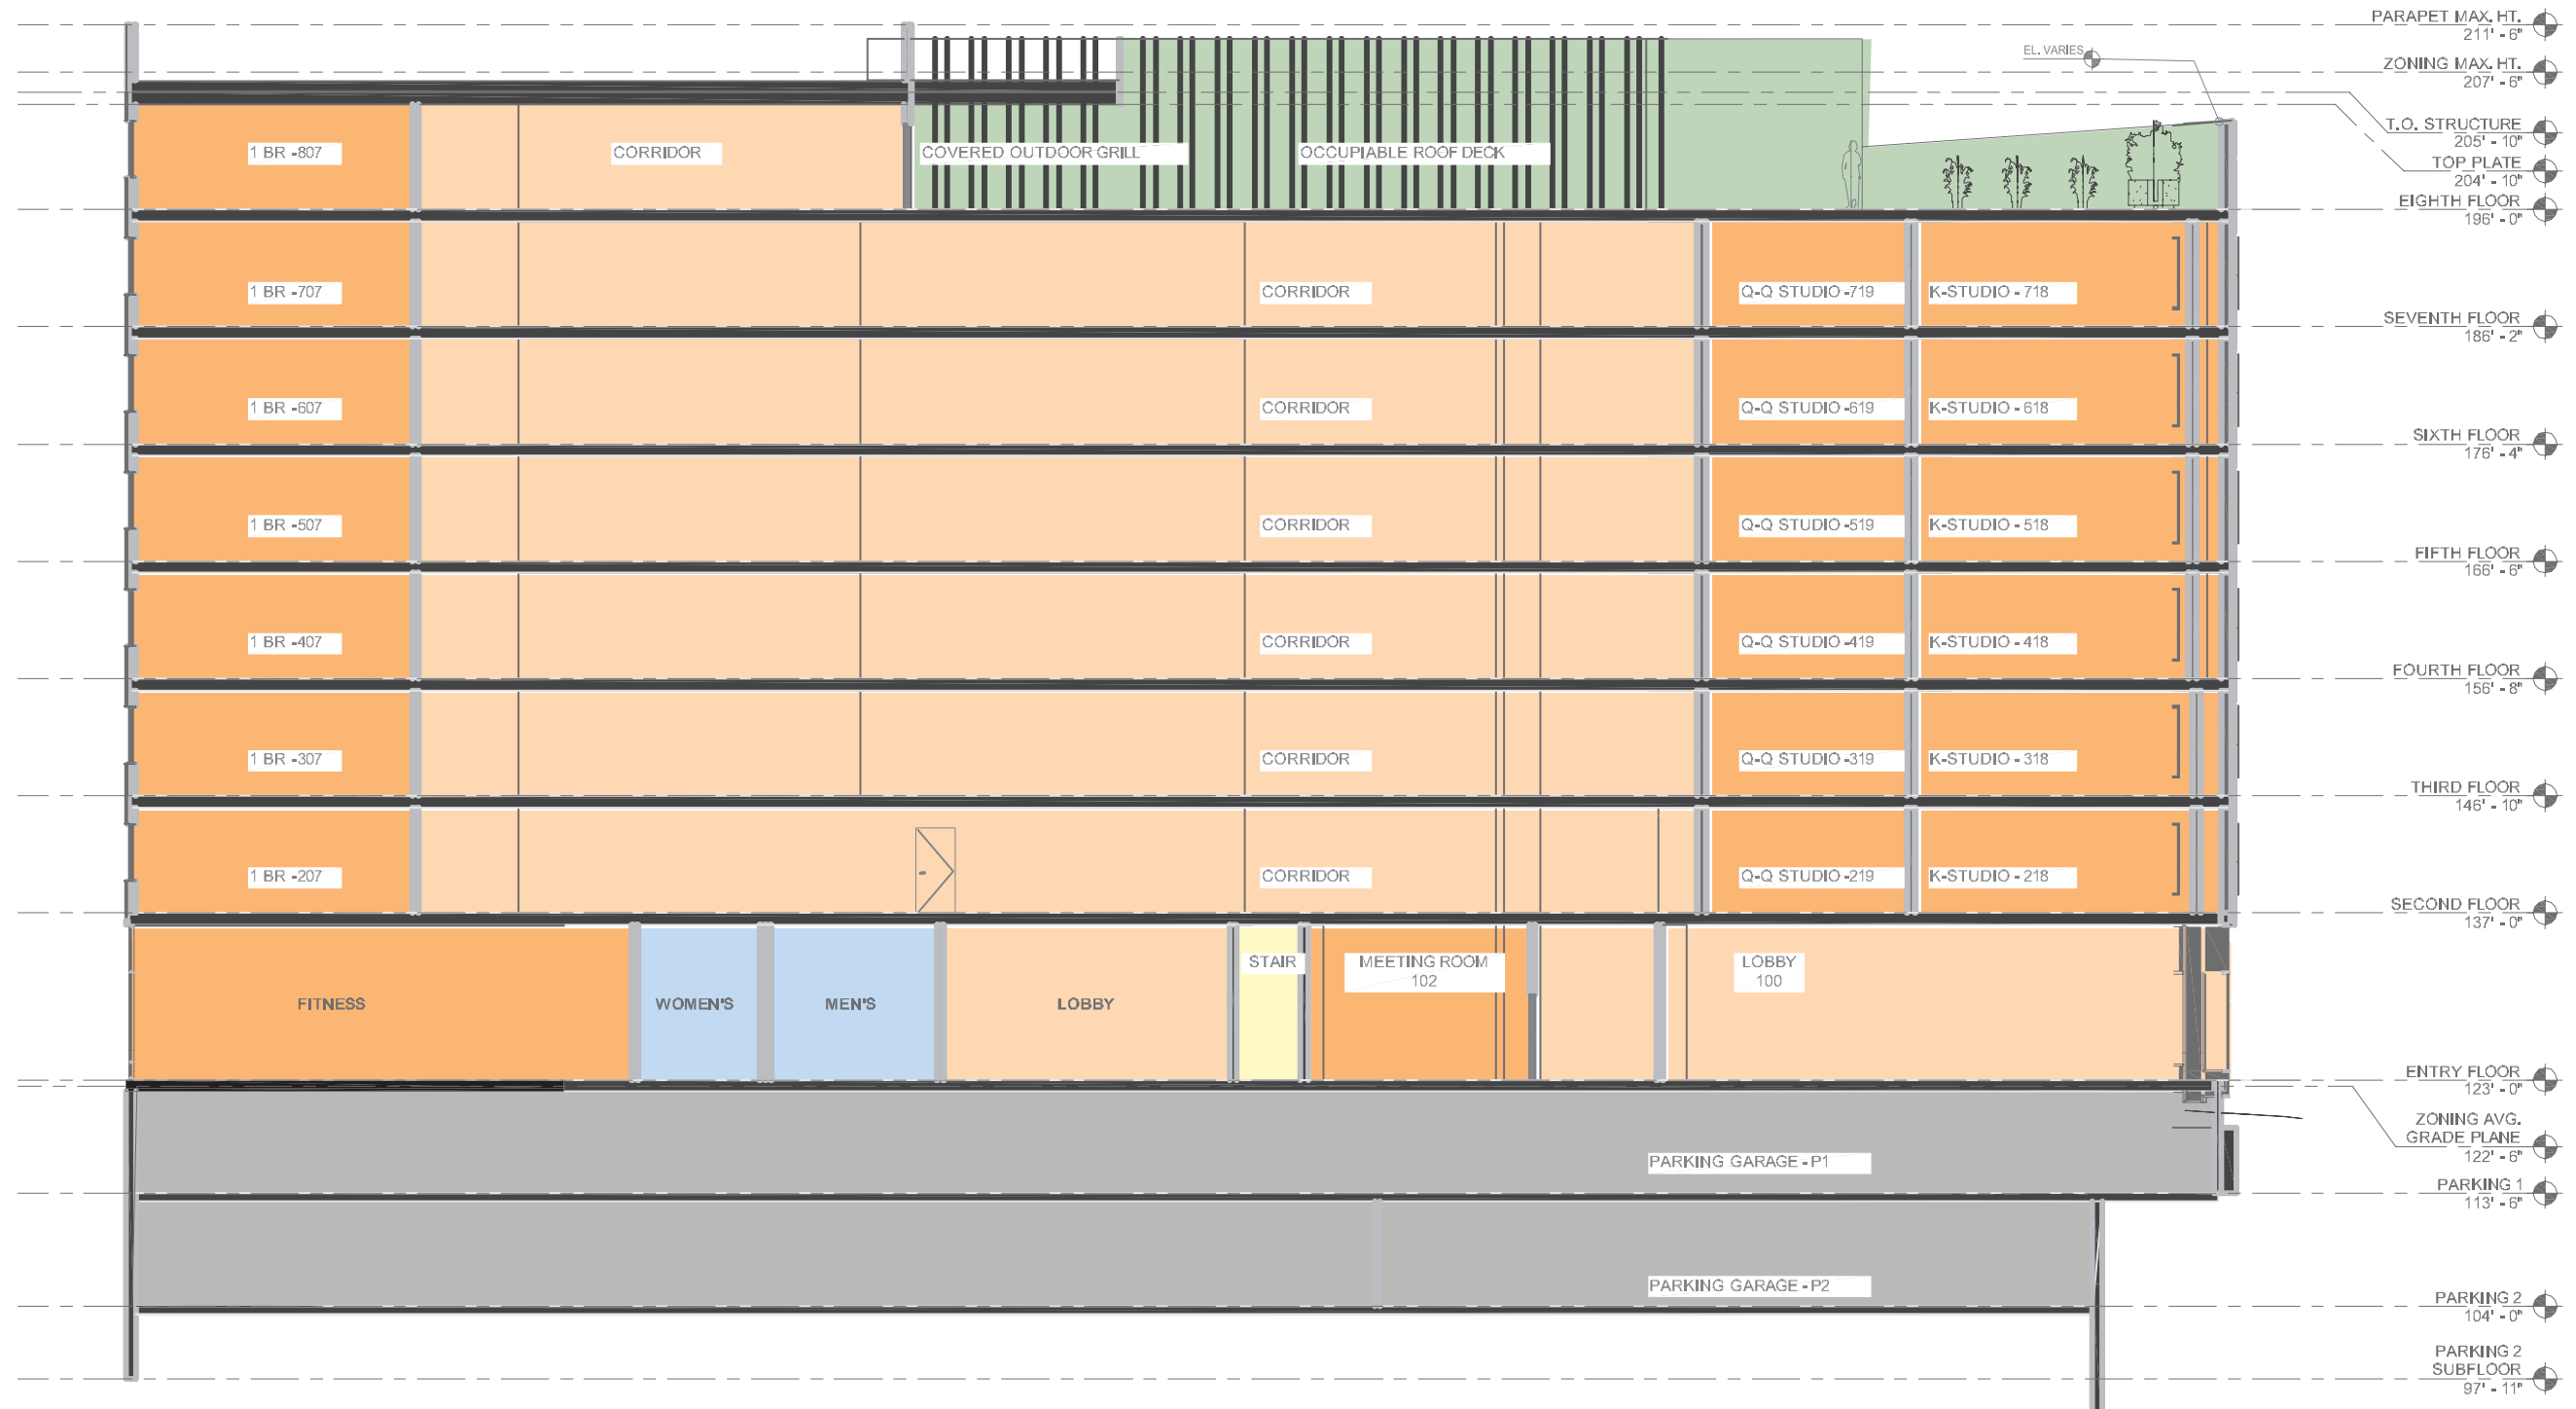 PARAPET MAX. HT.
211' - 6"
EL. VARIES
ZONING MAX. HT.
207' - 6"
T.O. STRUCTURE
205' - 10"
1 BR -807
CORRIDOR
COVERED OUTDOOR GRILL
OCCUPIABLE ROOF DECK
TOP PLATE
204' - 10"
EIGHTH FLOOR
196' - 0"
1 BR -707
CORRIDOR
Q-Q STUDIO -719
K-STUDIO - 718
SEVENTH FLOOR
186' - 2"
1 BR -607
CORRIDOR
Q-Q STUDIO -619
K-STUDIO - 618
SIXTH FLOOR
176' - 4"
1 BR -507
CORRIDOR
Q-Q STUDIO -519
K-STUDIO - 518
FIFTH FLOOR
166' - 6"
1 BR -407
CORRIDOR
Q-Q STUDIO -419
K-STUDIO - 418
FOURTH FLOOR
156' - 8"
1 BR -307
CORRIDOR
Q-Q STUDIO -319
K-STUDIO - 318
THIRD FLOOR
146' - 10"
1 BR -207
CORRIDOR
Q-Q STUDIO -219
K-STUDIO - 218
SECOND FLOOR
137' - 0"
FITNESS
WOMEN'S
MEN'S
LOBBY
STAIR
MEETING ROOM
102
LOBBY
100
ENTRY FLOOR
123' - 0"
ZONING AVG.
GRADE PLANE
122' - 6"
PARKING GARAGE - P1
PARKING 1
113' - 6"
PARKING GARAGE - P2
PARKING 2
104' - 0"
PARKING 2
SUBFLOOR
97' - 11"